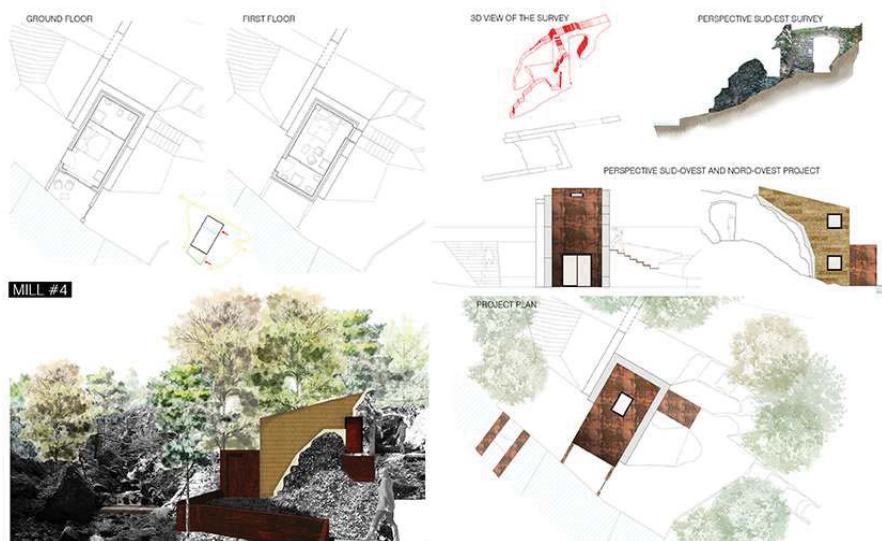 GROUND FLOOR
FIRST FLOOR
3D VIEW OF THE SURVEY
PERSPECTIVE SUD-EST SURVEY
PERSPECTIVE SUD-OVEST AND NORD-OVEST PROJECT
MILL #4
PROJECT PLAN